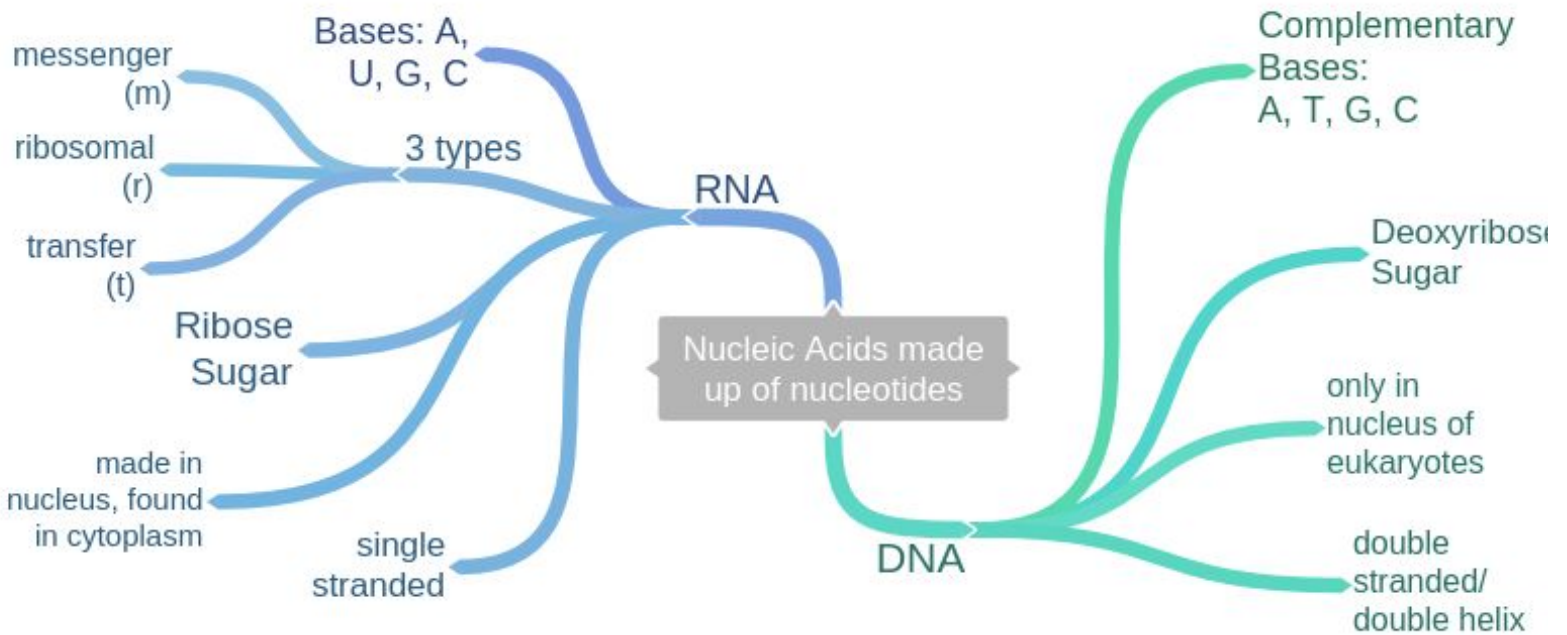 Bases: A,
U, G, C
messenger
(m)
ribosomal
(r)
transfer
(t)
3 types
RNA
Ribose
Sugar
made in
nucleus, found
in cytoplasm
single
stranded
Nucleic Acids made
up of nucleotides
Complementary
Bases:
A, T, G, C
Deoxyribose
Sugar
only in
nucleus of
eukaryotes
DNA
double
stranded/
double helix